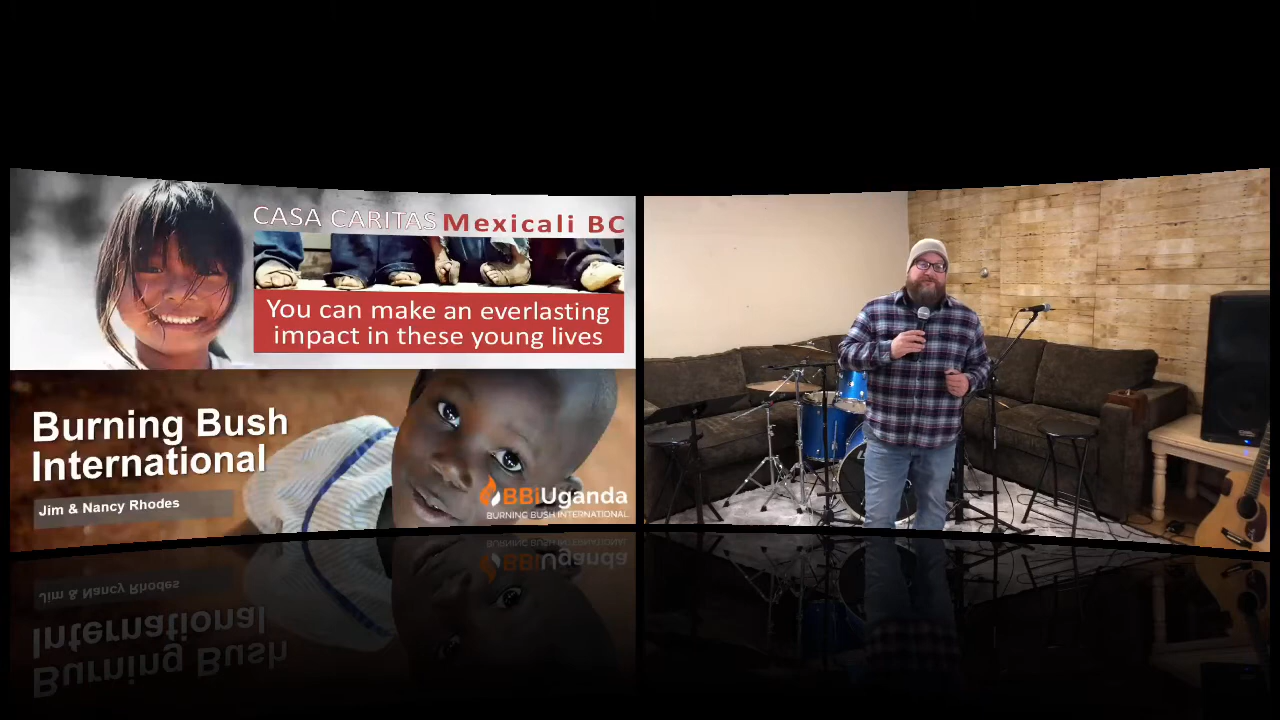 CASA CARITAS Mexicali BC
You can make an everlasting
impact in these young lives
Burning Bush
International
Jim & Nancy Rhodes
BBiUganda
BURNING BUSH INTERNATIONAL